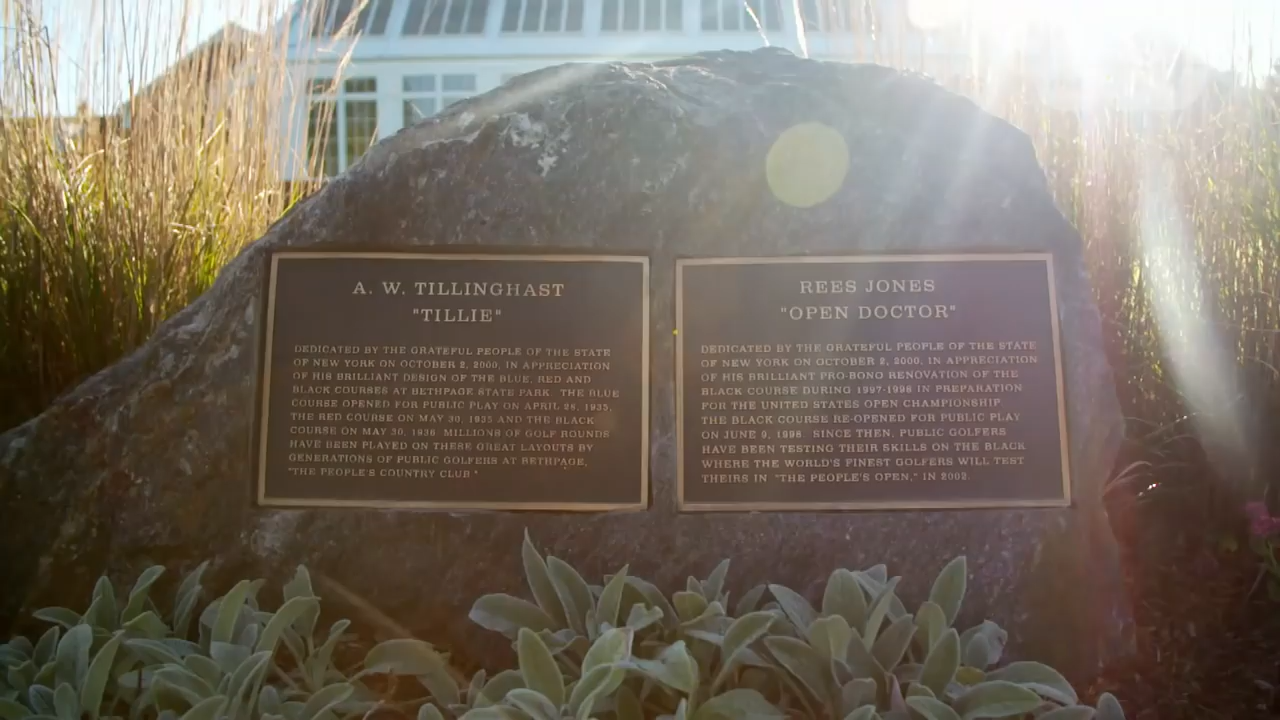 A. W. TILLINGHAST
"TILLIE"
DEDICATED BY THE GRATEFUL PEOPLE OF THE STATE
OF NEW YORK ON OCTOBER 2, 2000, IN APPRECIATION
OF HIS BRILLIANT DESIGN OF THE BLUE, RED AND
BLACK COURSES AT BETHPAGE STATE PARK. THE BLUE
COURSE OPENED FOR PUBLIC PLAY ON APRIL 28, 1935,
THE RED COURSE ON MAY 30, 1935 AND THE BLACK
COURSE ON MAY 30, 1936. MILLIONS OF GOLF ROUNDS
HAVE BEEN PLAYED ON THESE GREAT LAYOUTS BY
GENERATIONS OF PUBLIC GOLFERS AT BETHPAGE,
"THE PEOPLE'S COUNTRY CLUB."
REES JONES
"OPEN DOCTOR"
DEDICATED BY THE GRATEFUL PEOPLE OF THE STATE
OF NEW YORK ON OCTOBER 2, 2000, IN APPRECIATION
OF HIS BRILLIANT PRO-BONO RENOVATION OF THE
BLACK COURSE DURING 1997-1998 IN PREPARATION
FOR THE UNITED STATES OPEN CHAMPIONSHIP.
THE BLACK COURSE RE-OPENED FOR PUBLIC PLAY
ON JUNE 9, 1998. SINCE THEN, PUBLIC GOLFERS
HAVE BEEN TESTING THEIR SKILLS ON THE BLACK
WHERE THE WORLD'S FINEST GOLFERS WILL TEST
THEIRS IN "THE PEOPLE'S OPEN," IN 2002.